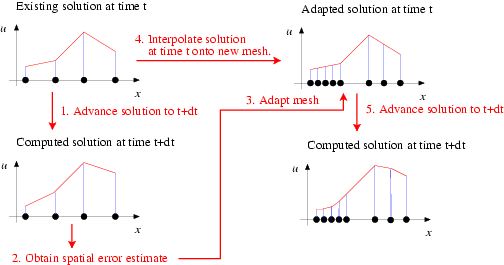 Existing solution at time t
Adapted solution at time t
u
x
4. Interpolate solution
at time t onto new mesh.
u
x
1. Advance solution to t+dt
3. Adapt mesh
5. Advance solution to t+dt
Computed solution at time t+dt
Computed solution at time t+dt
u
x
u
x
2. Obtain spatial error estimate